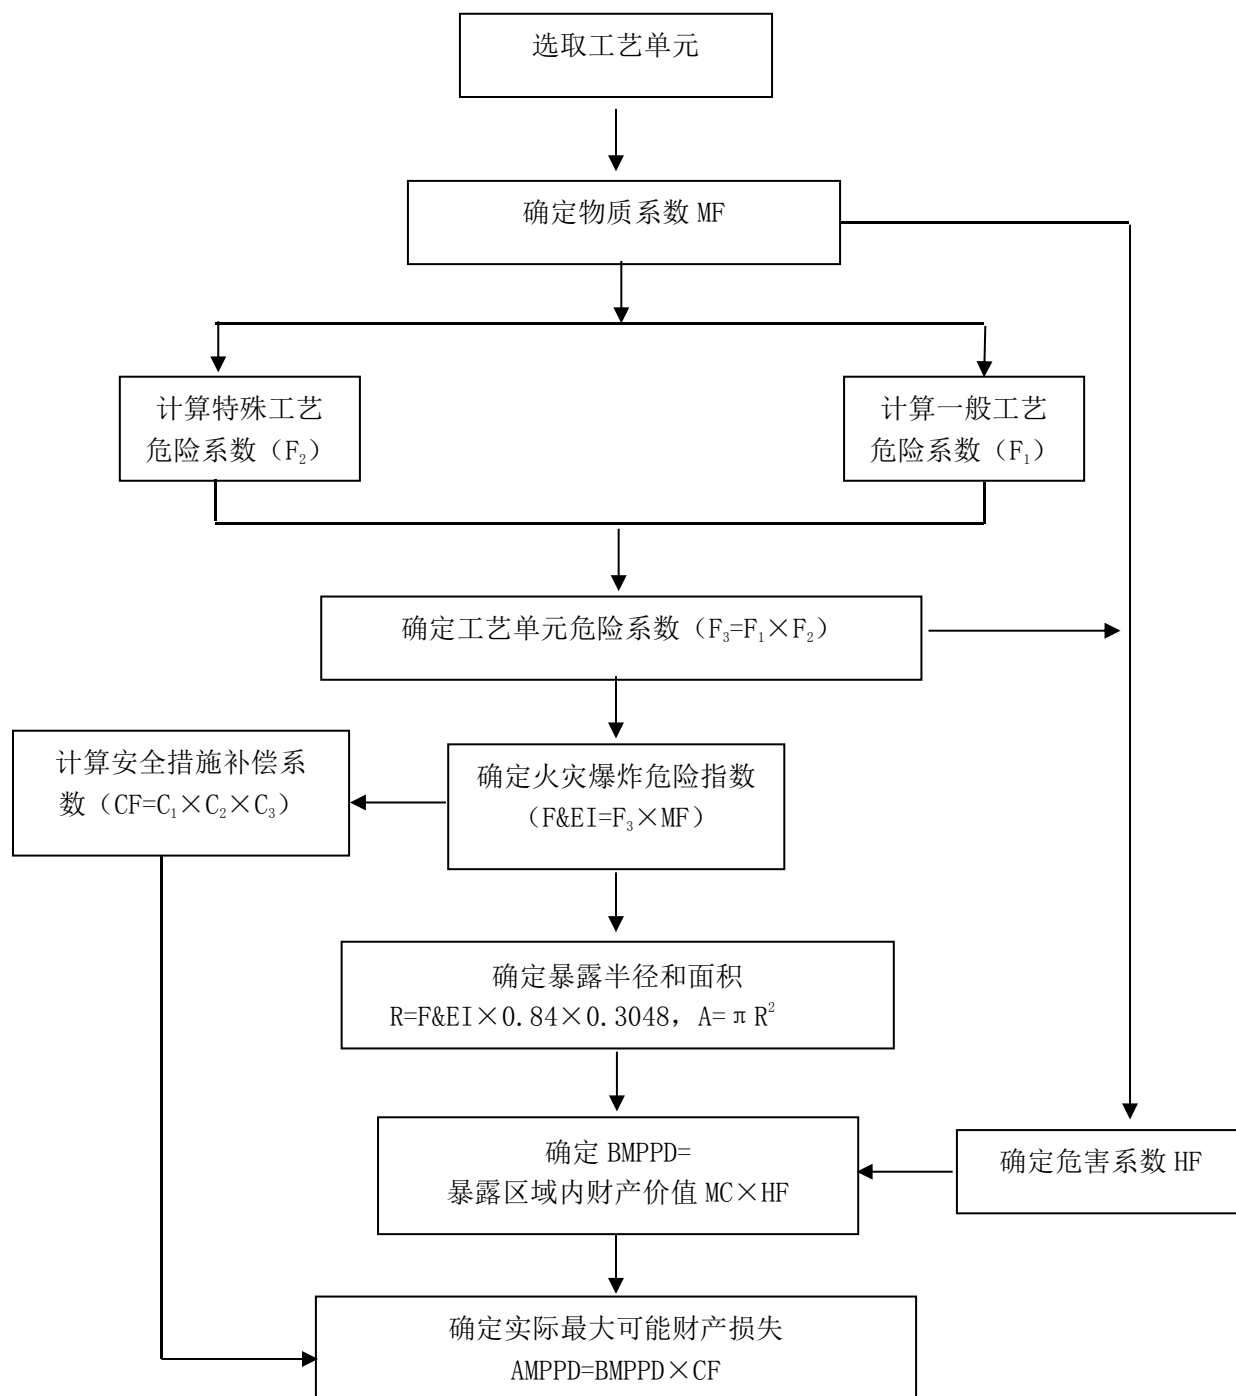 选取工艺单元
确定物质系数 MF
计算特殊工艺
危险系数（F₂）
计算一般工艺
危险系数（F₁）
确定工艺单元危险系数（F₃=F₁×F₂）
计算安全措施补偿系
数（CF=C₁×C₂×C₃）
确定火灾爆炸危险指数
（F&EI=F₃×MF）
确定暴露半径和面积
R=F&EI×0.84×0.3048，A=πR²
确定 BMPPD=
暴露区域内财产价值 MC×HF
确定危害系数 HF
确定实际最大可能财产损失
AMPPD=BMPPD×CF